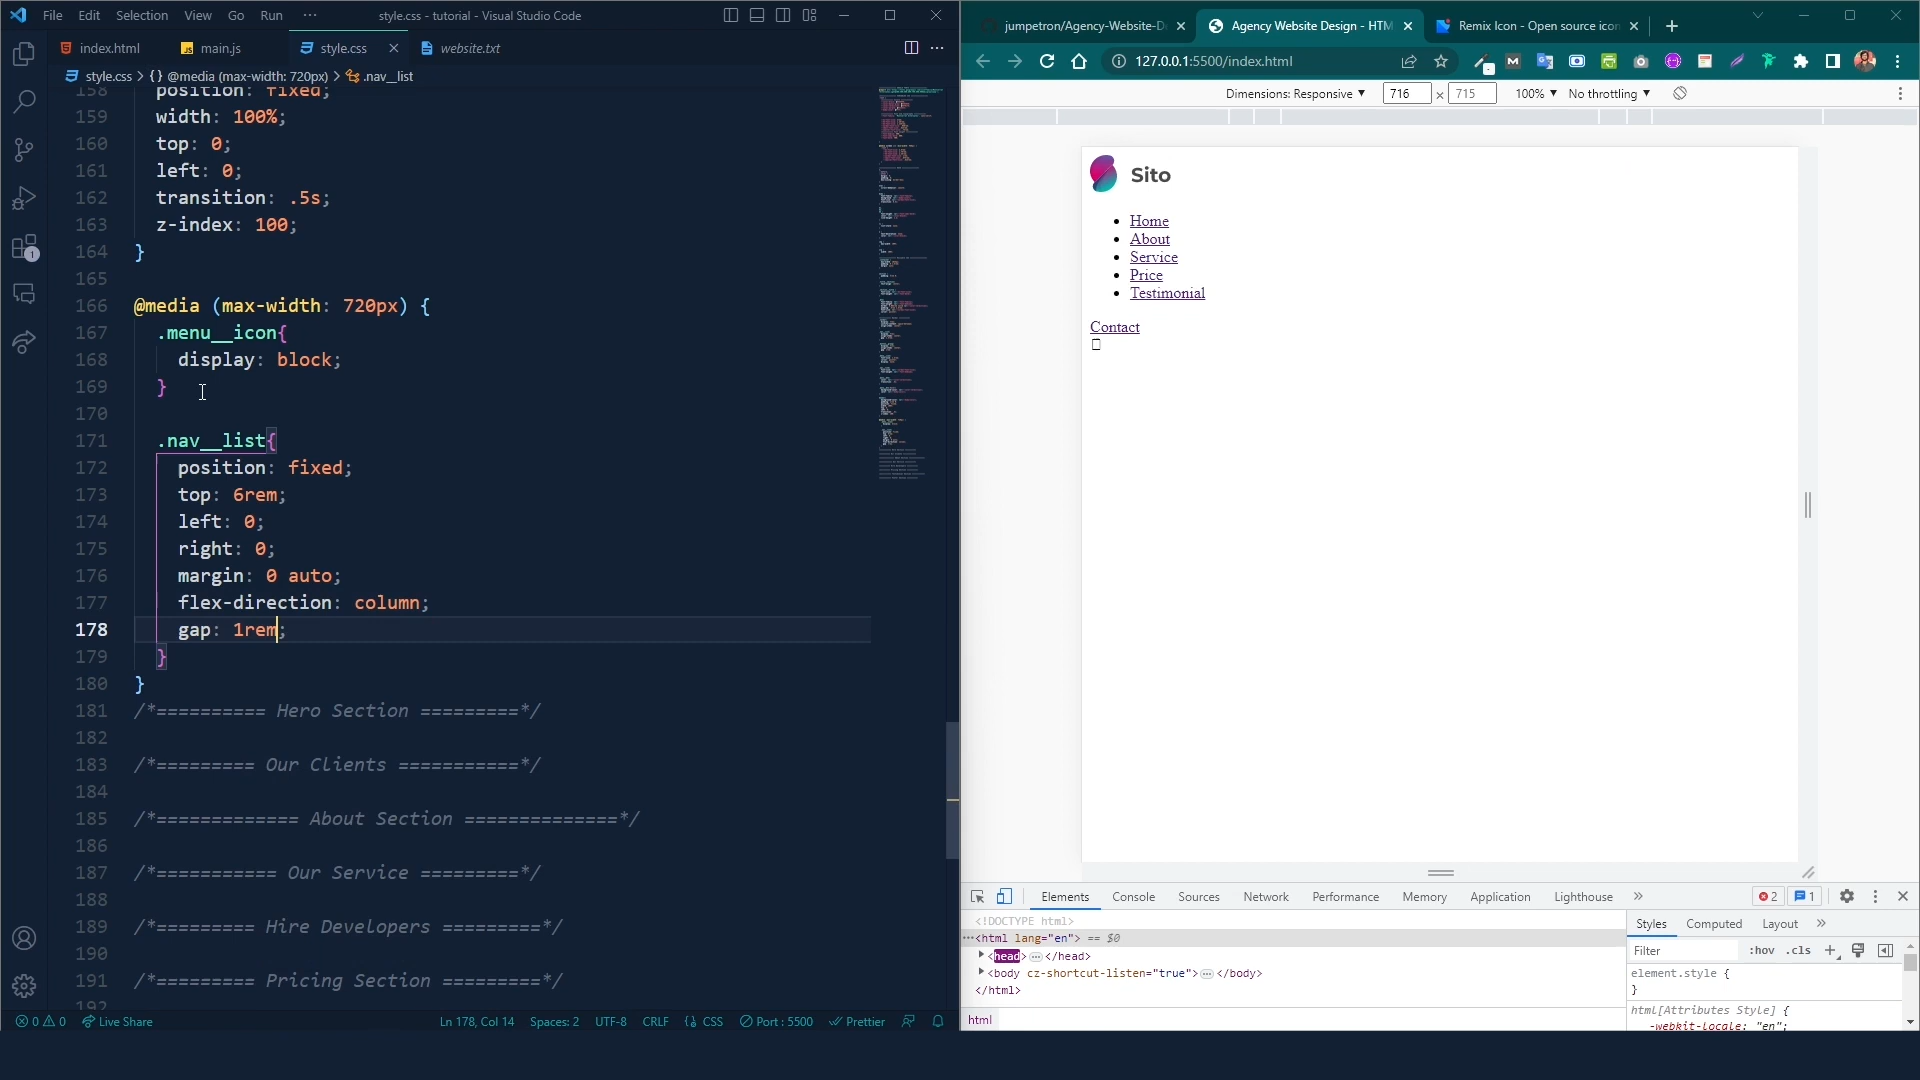 File Edit Selection View Go Run ··· style.css - tutorial - Visual Studio Code
index.html main.js style.css website.txt
style.css > {} @media (max-width: 720px) > .nav__list
158 position: fixed;
159 width: 100%;
160 top: 0;
161 left: 0;
162 transition: .5s;
163 z-index: 100;
164 }
165
166 @media (max-width: 720px) {
167 .menu__icon{
168 display: block;
169 }
170
171 .nav__list{
172 position: fixed;
173 top: 6rem;
174 left: 0;
175 right: 0;
176 margin: 0 auto;
177 flex-direction: column;
178 gap: 1rem;
179 }
180 }
181 /*========== Hero Section =========*/
182
183 /*========= Our Clients ===========*/
184
185 /*============= About Section ==============*/
186
187 /*=========== Our Service =========*/
188
189 /*========= Hire Developers =========*/
190
191 /*========= Pricing Section =========*/
192
0 0 Live Share Ln 178, Col 14 Spaces: 2 UTF-8 CRLF {} CSS Port : 5500 Prettier
1
jumpetron/Agency-Website-D Agency Website Design - HTM Remix Icon - Open source icon
127.0.0.1:5500/index.html
Dimensions: Responsive 716 × 715 100% No throttling
Sito
• Home
• About
• Service
• Price
• Testimonial
Contact
Elements Console Sources Network Performance Memory Application Lighthouse » 2 1
<!DOCTYPE html>
<html lang="en"> == $0
<head> ··· </head>
<body cz-shortcut-listen="true"> ··· </body>
</html>
html
Styles Computed Layout »
Filter :hov .cls +
element.style {
}
html[Attributes Style] {
-webkit-locale: "en";